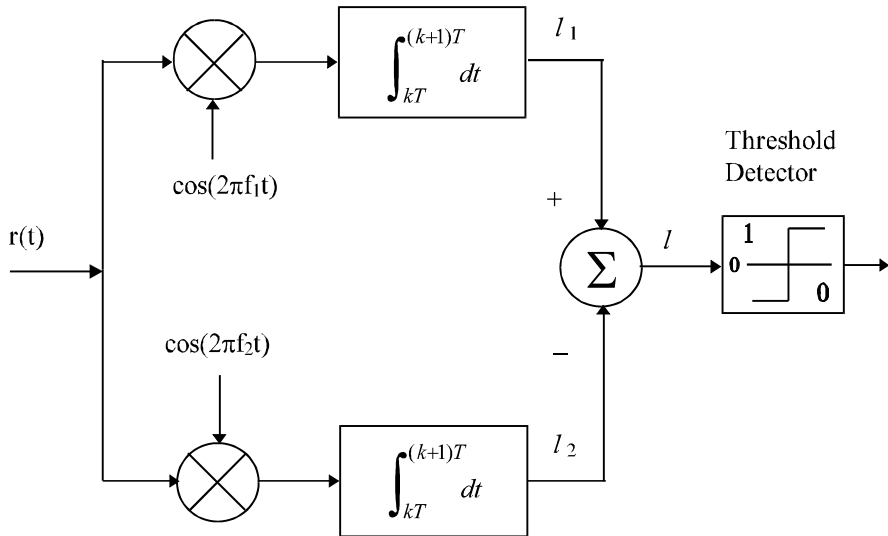 ∫_{kT}^{(k+1)T} dt
l₁
Threshold
Detector
cos(2πf₁t)
+
r(t)
Σ
l
1
0
0
cos(2πf₂t)
−
∫_{kT}^{(k+1)T} dt
l₂